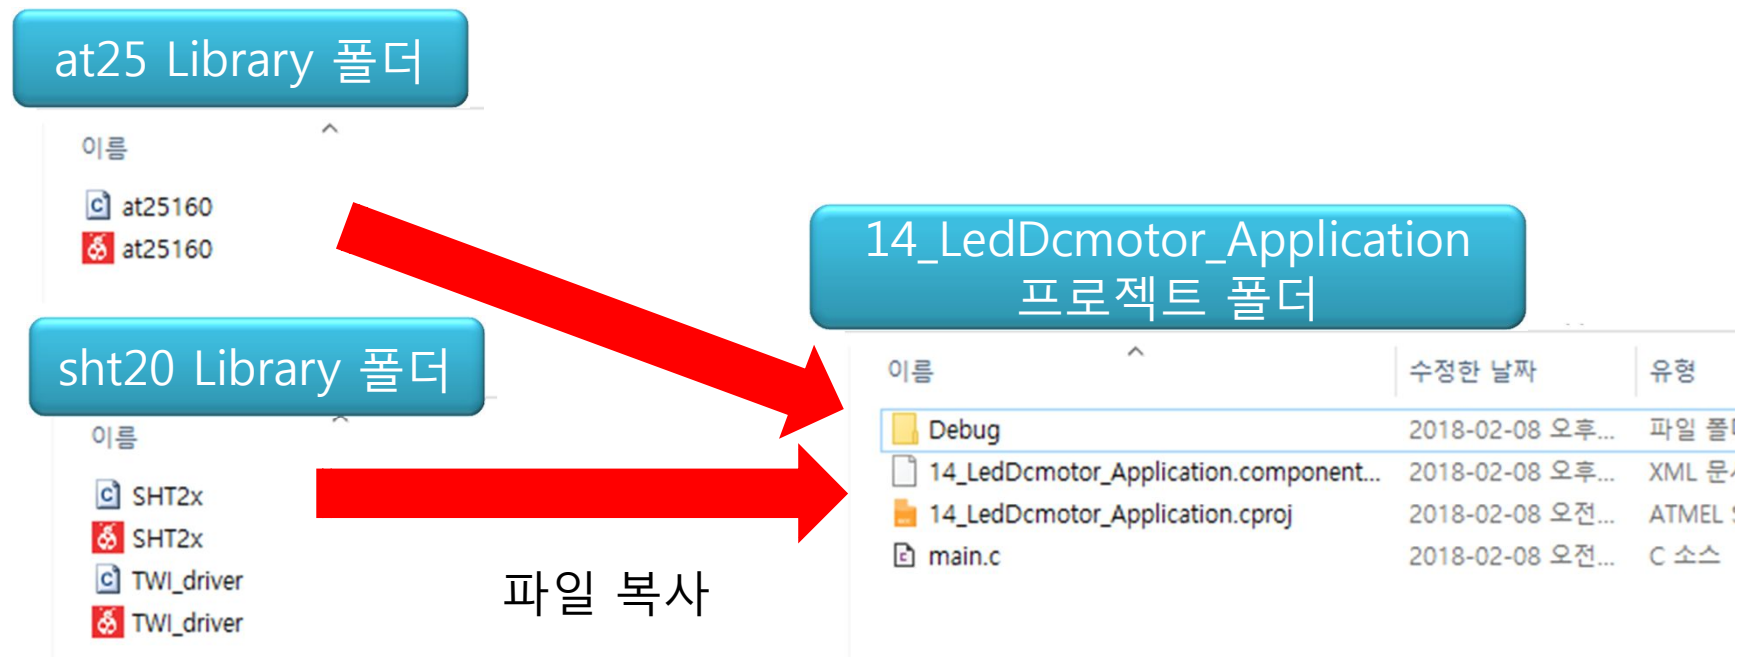 at25 Library 폴더
이름
at25160
at25160
sht20 Library 폴더
이름
SHT2x
SHT2x
TWI_driver
TWI_driver
파일 복사
14_LedDcmotor_Application
프로젝트 폴더
이름 수정한 날짜 유형
Debug 2018-02-08 오후... 파일
14_LedDcmotor_Application.component... 2018-02-08 오후... XML
14_LedDcmotor_Application.cproj 2018-02-08 오전... ATMEL
main.c 2018-02-08 오전... C 소스